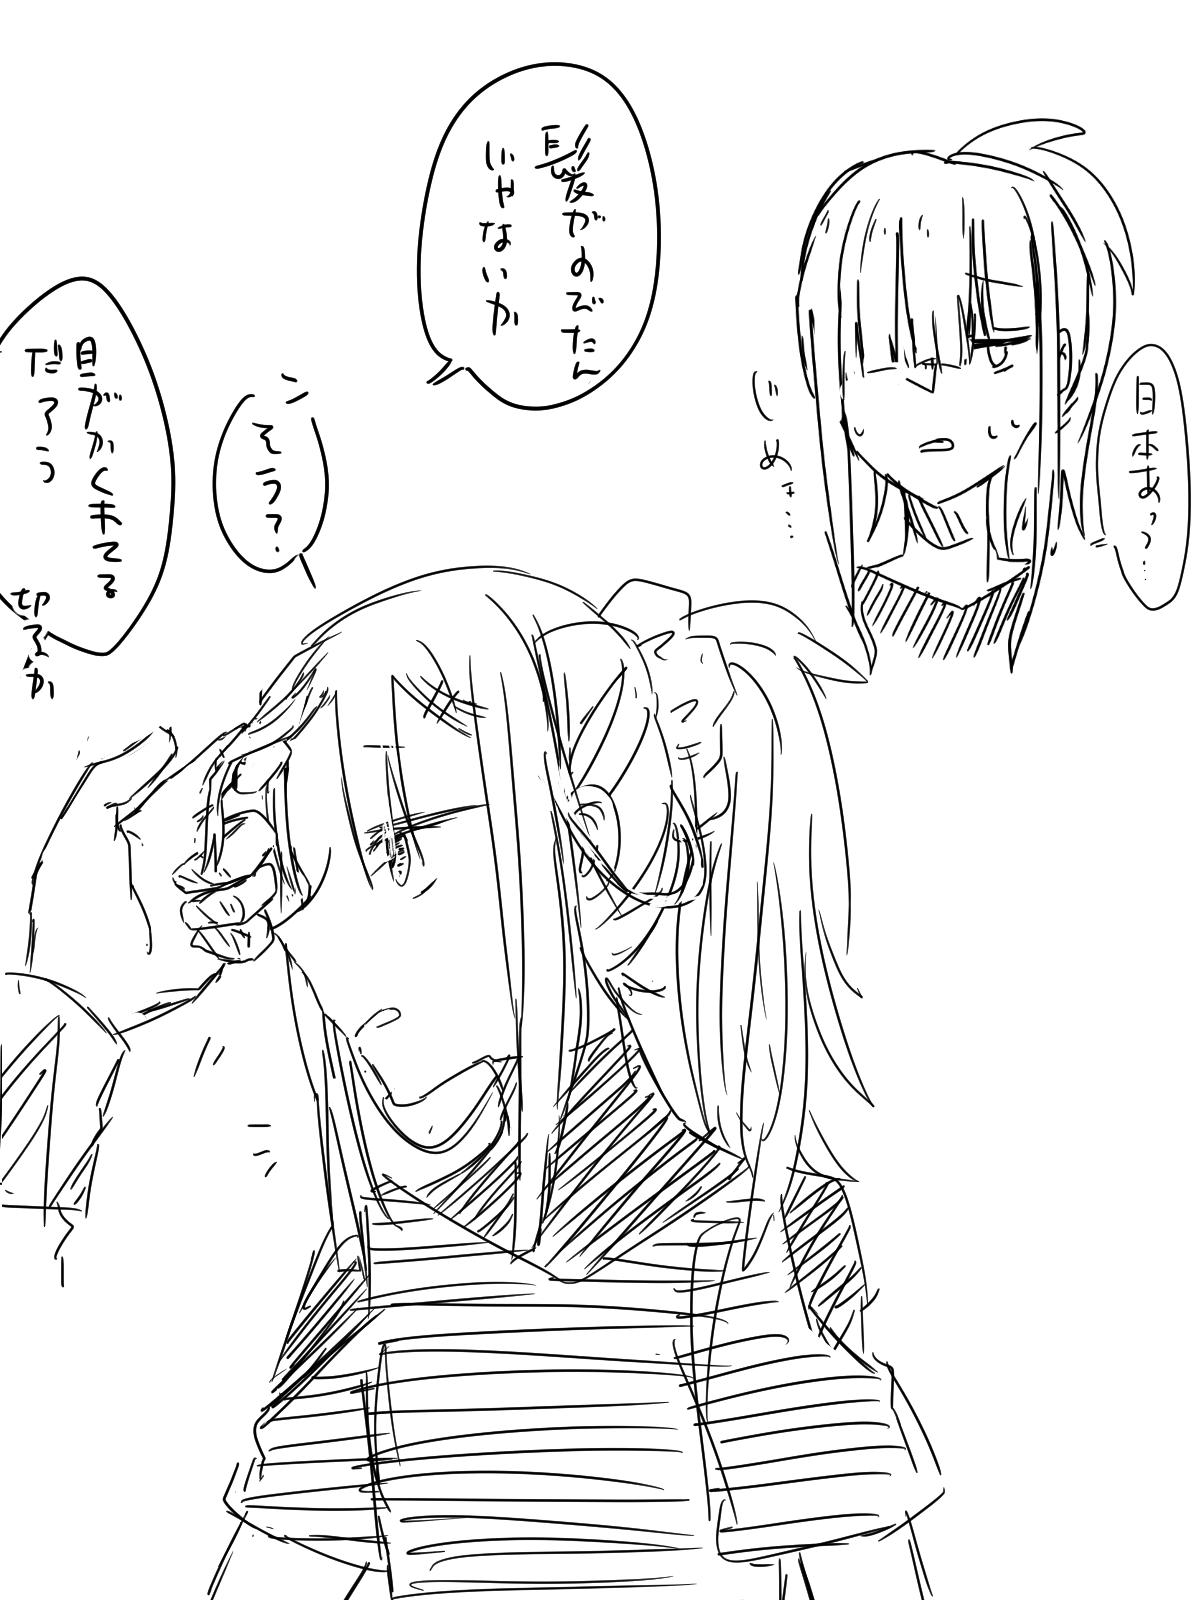 日本あっつ…
じめ…
髪がのびたん
じゃないか
ン
そう?
目がかくれてる
だろう
切るか